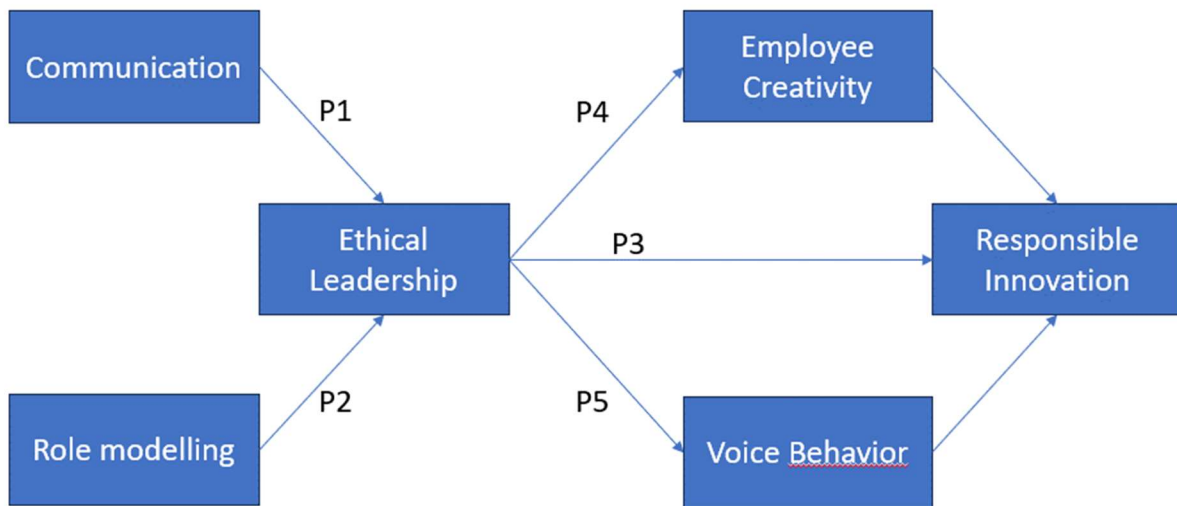 Communication
P1
Role modelling
P2
Ethical
Leadership
P4
P3
P5
Employee
Creativity
Voice Behavior
Responsible
Innovation